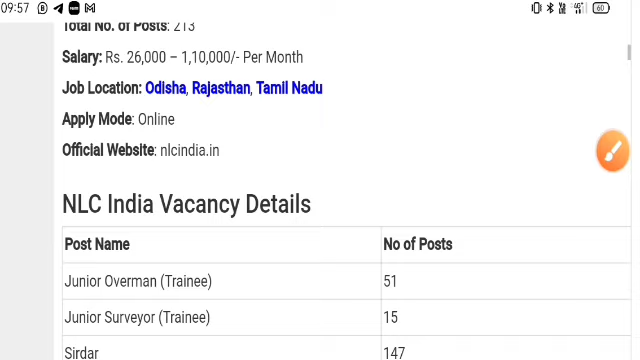 09:57
60
Total No. of Posts: 213
Salary: Rs. 26,000 – 1,10,000/- Per Month
Job Location: Odisha, Rajasthan, Tamil Nadu
Apply Mode: Online
Official Website: nlcindia.in
NLC India Vacancy Details
Post Name No of Posts
Junior Overman (Trainee) 51
Junior Surveyor (Trainee) 15
Sirdar 147